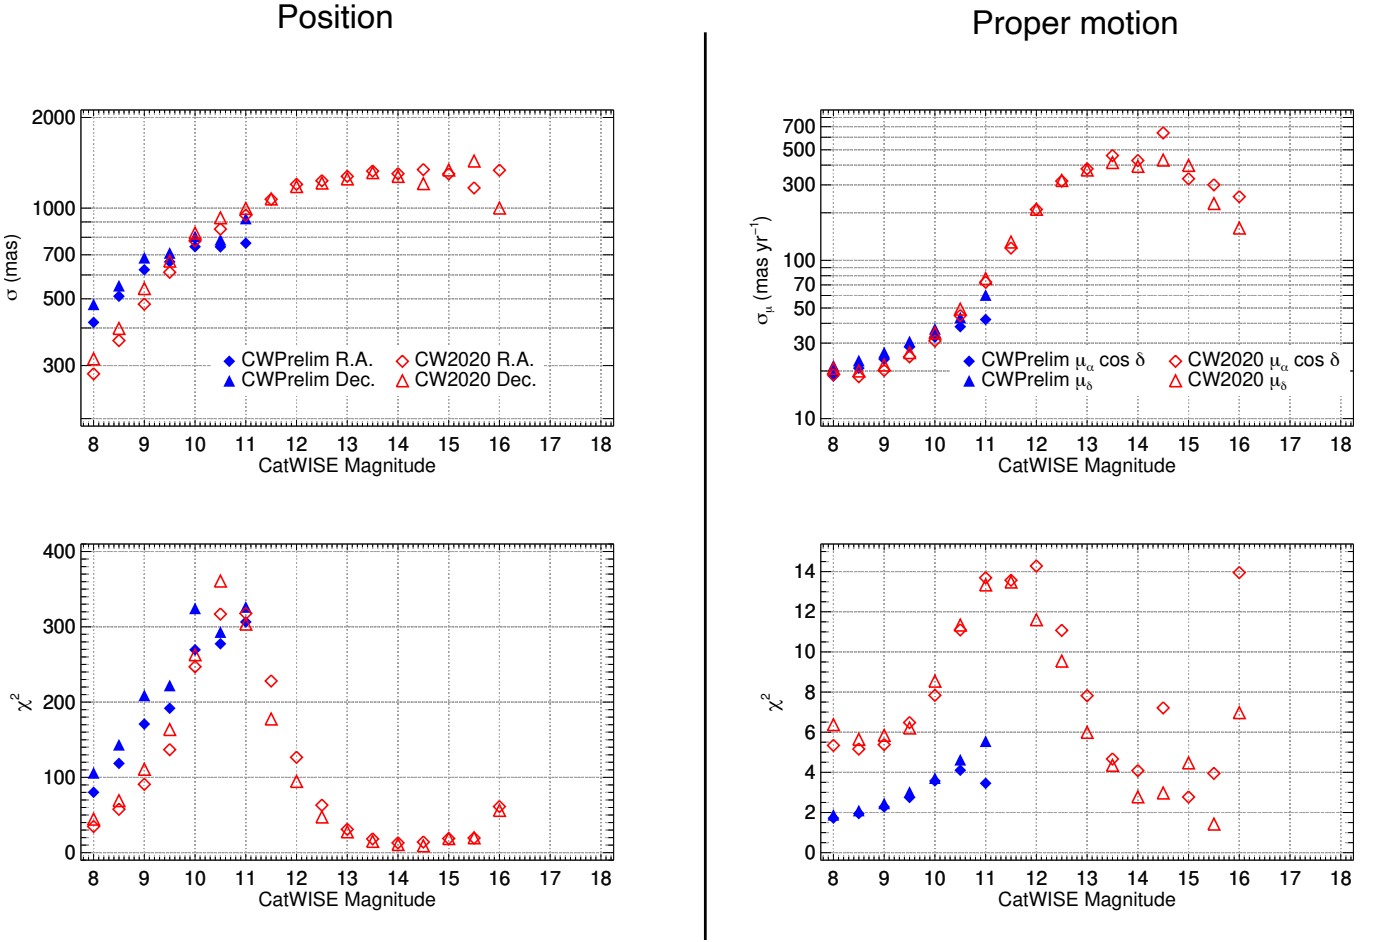 Position
Proper motion
2000
1000
700
500
300
σ (mas)
CWPrelim R.A.
CW2020 R.A.
CWPrelim Dec.
CW2020 Dec.
8 9 10 11 12 13 14 15 16 17 18
CatWISE Magnitude
700
500
300
100
70
50
30
10
σμ (mas yr⁻¹)
CWPrelim μα cos δ
CW2020 μα cos δ
CWPrelim μδ
CW2020 μδ
8 9 10 11 12 13 14 15 16 17 18
CatWISE Magnitude
400
300
200
100
0
χ²
8 9 10 11 12 13 14 15 16 17 18
CatWISE Magnitude
14
12
10
8
6
4
2
0
χ²
8 9 10 11 12 13 14 15 16 17 18
CatWISE Magnitude